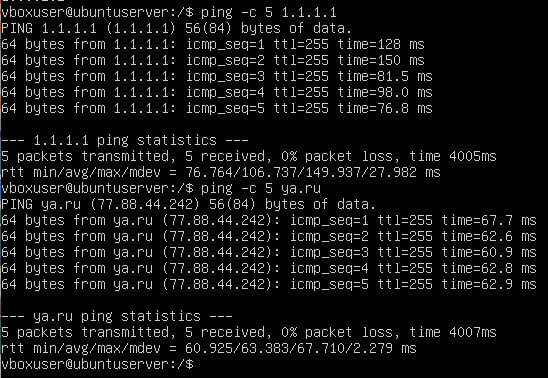 vboxuser@ubuntuserver:/$ ping -c 5 1.1.1.1
PING 1.1.1.1 (1.1.1.1) 56(84) bytes of data.
64 bytes from 1.1.1.1: icmp_seq=1 ttl=255 time=128 ms
64 bytes from 1.1.1.1: icmp_seq=2 ttl=255 time=150 ms
64 bytes from 1.1.1.1: icmp_seq=3 ttl=255 time=81.5 ms
64 bytes from 1.1.1.1: icmp_seq=4 ttl=255 time=98.0 ms
64 bytes from 1.1.1.1: icmp_seq=5 ttl=255 time=76.8 ms

--- 1.1.1.1 ping statistics ---
5 packets transmitted, 5 received, 0% packet loss, time 4005ms
rtt min/avg/max/mdev = 76.764/106.737/149.937/27.982 ms
vboxuser@ubuntuserver:/$ ping -c 5 ya.ru
PING ya.ru (77.88.44.242) 56(84) bytes of data.
64 bytes from ya.ru (77.88.44.242): icmp_seq=1 ttl=255 time=67.7 ms
64 bytes from ya.ru (77.88.44.242): icmp_seq=2 ttl=255 time=62.6 ms
64 bytes from ya.ru (77.88.44.242): icmp_seq=3 ttl=255 time=60.9 ms
64 bytes from ya.ru (77.88.44.242): icmp_seq=4 ttl=255 time=62.8 ms
64 bytes from ya.ru (77.88.44.242): icmp_seq=5 ttl=255 time=62.9 ms

--- ya.ru ping statistics ---
5 packets transmitted, 5 received, 0% packet loss, time 4007ms
rtt min/avg/max/mdev = 60.925/63.383/67.710/2.279 ms
vboxuser@ubuntuserver:/$